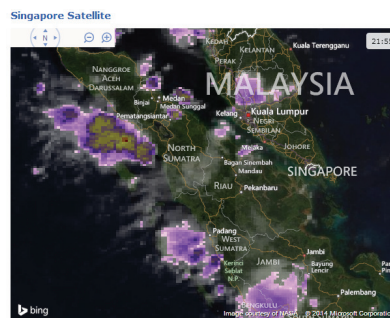 Singapore Satellite
N
21:55
KEDAH
Kuala Terengganu
KELANTAN
PERAK
NANGGROE
ACEH
DARUSSALAM
MALAYSIA
Binjai
Medan
Medan Sunggal
Pematangsiantar
Kelang
Kuala Lumpur
NEGRI
SEMBILAN
NORTH
SUMATRA
Melaka
JOHORE
Bagan Sinembah
Mandau
SINGAPORE
RIAU
Pekanbaru
Padang
WEST
SUMATRA
JAMBI
Jambi
Kerinci
Seblat
N.P.
Bayung
Lencir
Palembang
BENGKULU
bing
Image courtesy of NASA © 2014 Microsoft Corporation